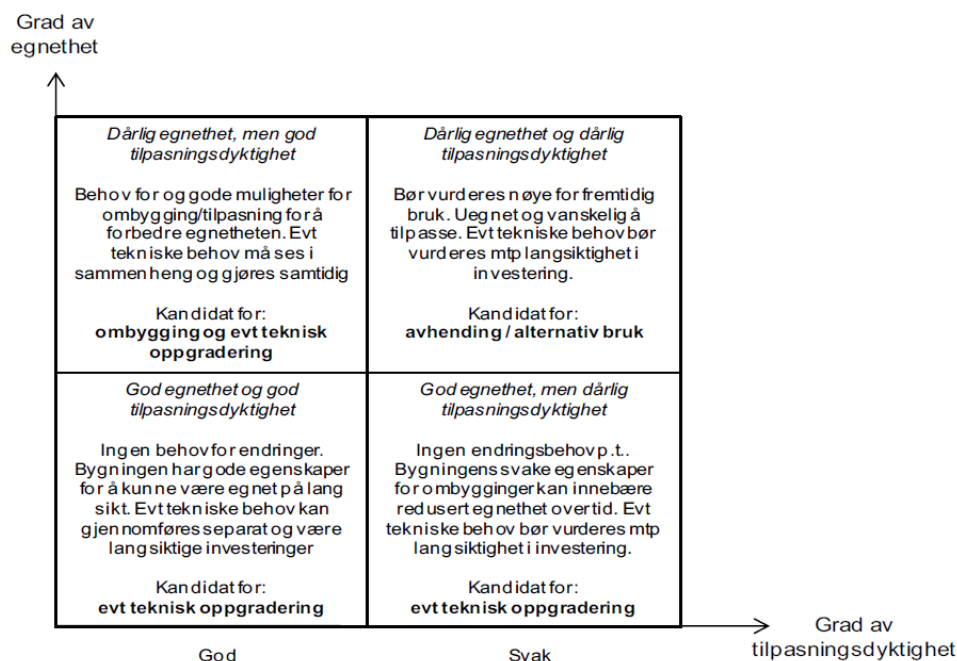 Grad av
egnethet
Dårlig egnethet, men god
tilpasningsdyktighet
Behov for og gode muligheter for
ombygging/tilpasning for å
forbedre egnetheten. Evt
tekniske behov må ses i
sammenheng og gjøres samtidig
Kandidat for:
ombygging og evt teknisk
oppgradering
Dårlig egnethet og dårlig
tilpasningsdyktighet
Bør vurderes nøye for fremtidig
bruk. Uegnet og vanskelig å
tilpasse. Evt tekniske behov bør
vurderes mtp langsiktighet i
investering.
Kandidat for:
avhending / alternativ bruk
God egnethet og god
tilpasningsdyktighet
Ingen behov for endringer.
Bygningen har gode egenskaper
for å kunne være egnet på lang
sikt. Evt tekniske behov kan
gjennomføres separat og være
langsiktige investeringer
Kandidat for:
evt teknisk oppgradering
God egnethet, men dårlig
tilpasningsdyktighet
Ingen endringsbehov p.t..
Bygningens svake egenskaper
for ombygginger kan innebære
redusert egnethet over tid. Evt
tekniske behov bør vurderes mtp
langsiktighet i investering.
Kandidat for:
evt teknisk oppgradering
God
Svak
Grad av
tilpasningsdyktighet